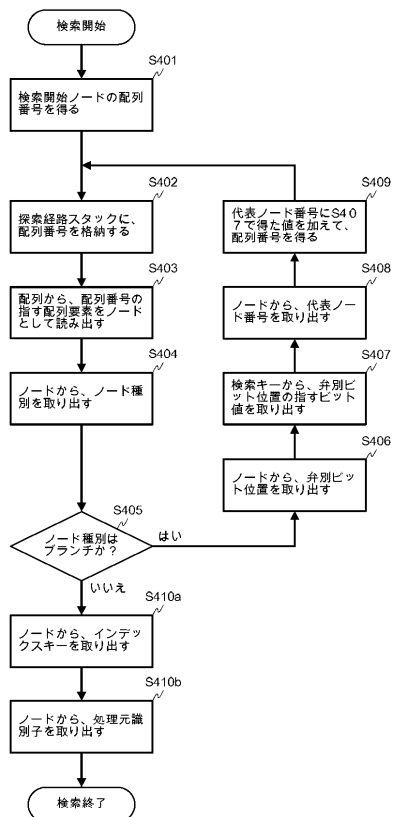 検索開始
S401
検索開始ノードの配列
番号を得る
S402
探索経路スタックに、
配列番号を格納する
S403
配列から、配列番号の
指す配列要素をノード
として読み出す
S404
ノードから、ノード種
別を取り出す
S405
ノード種別は
ブランチか？
はい
いいえ
S406
ノードから、弁別ビッ
ト位置を取り出す
S407
検索キーから、弁別ビ
ット位置の指すビット
値を取り出す
S408
ノードから、代表ノー
ド番号を取り出す
S409
代表ノード番号にS40
7で得た値を加えて、
配列番号を得る
S410a
ノードから、インデッ
クスキーを取り出す
S410b
ノードから、処理元識
別子を取り出す
検索終了